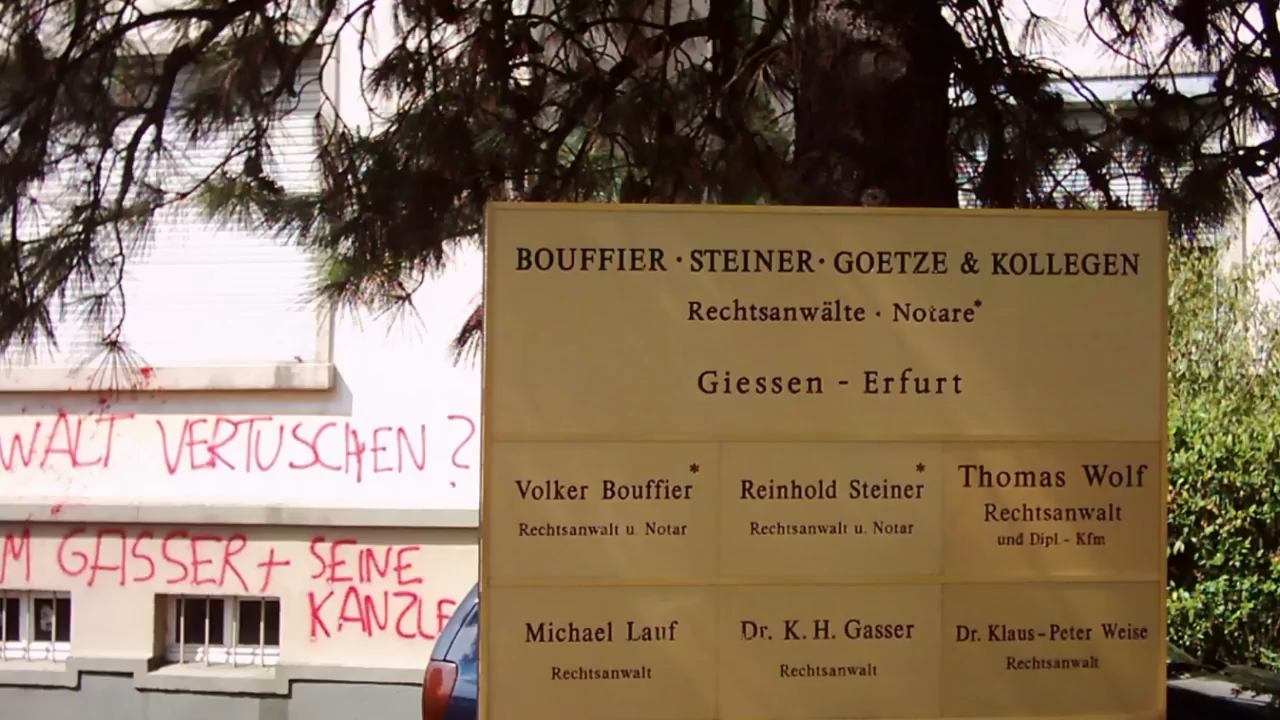 BOUFFIER · STEINER · GOETZE & KOLLEGEN
Rechtsanwälte · Notare*
Giessen - Erfurt
Volker Bouffier*
Rechtsanwalt u. Notar
Reinhold Steiner*
Rechtsanwalt u. Notar
Thomas Wolf
Rechtsanwalt
und Dipl.- Kfm
Michael Lauf
Rechtsanwalt
Dr. K. H. Gasser
Rechtsanwalt
Dr. Klaus-Peter Weise
Rechtsanwalt
WALT VERTUSCHEN ?
M GASSER + SEINE
KANZLE